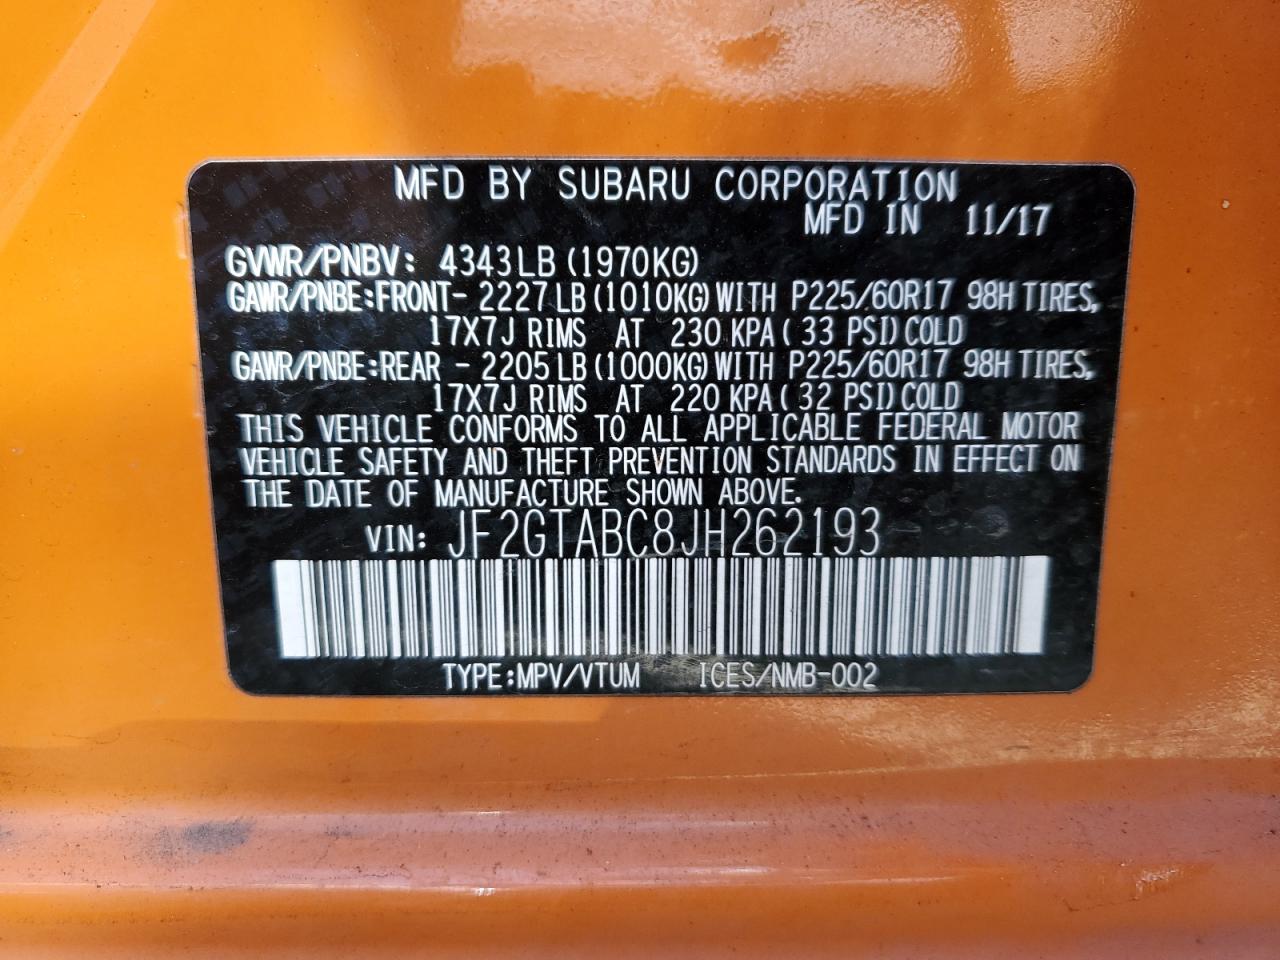 MFD BY SUBARU CORPORATION
MFD IN 11/17
GVWR/PNBV: 4343LB (1970KG)
GAWR/PNBE:FRONT- 2227 LB (1010KG) WITH P225/60R17 98H TIRES,
17X7J RIMS AT 230 KPA ( 33 PSI) COLD
GAWR/PNBE:REAR - 2205 LB (1000KG) WITH P225/60R17 98H TIRES,
17X7J RIMS AT 220 KPA ( 32 PSI) COLD
THIS VEHICLE CONFORMS TO ALL APPLICABLE FEDERAL MOTOR
VEHICLE SAFETY AND THEFT PREVENTION STANDARDS IN EFFECT ON
THE DATE OF MANUFACTURE SHOWN ABOVE.
VIN: JF2GTABC8JH262193
TYPE:MPV/VTUM ICES/NMB-002